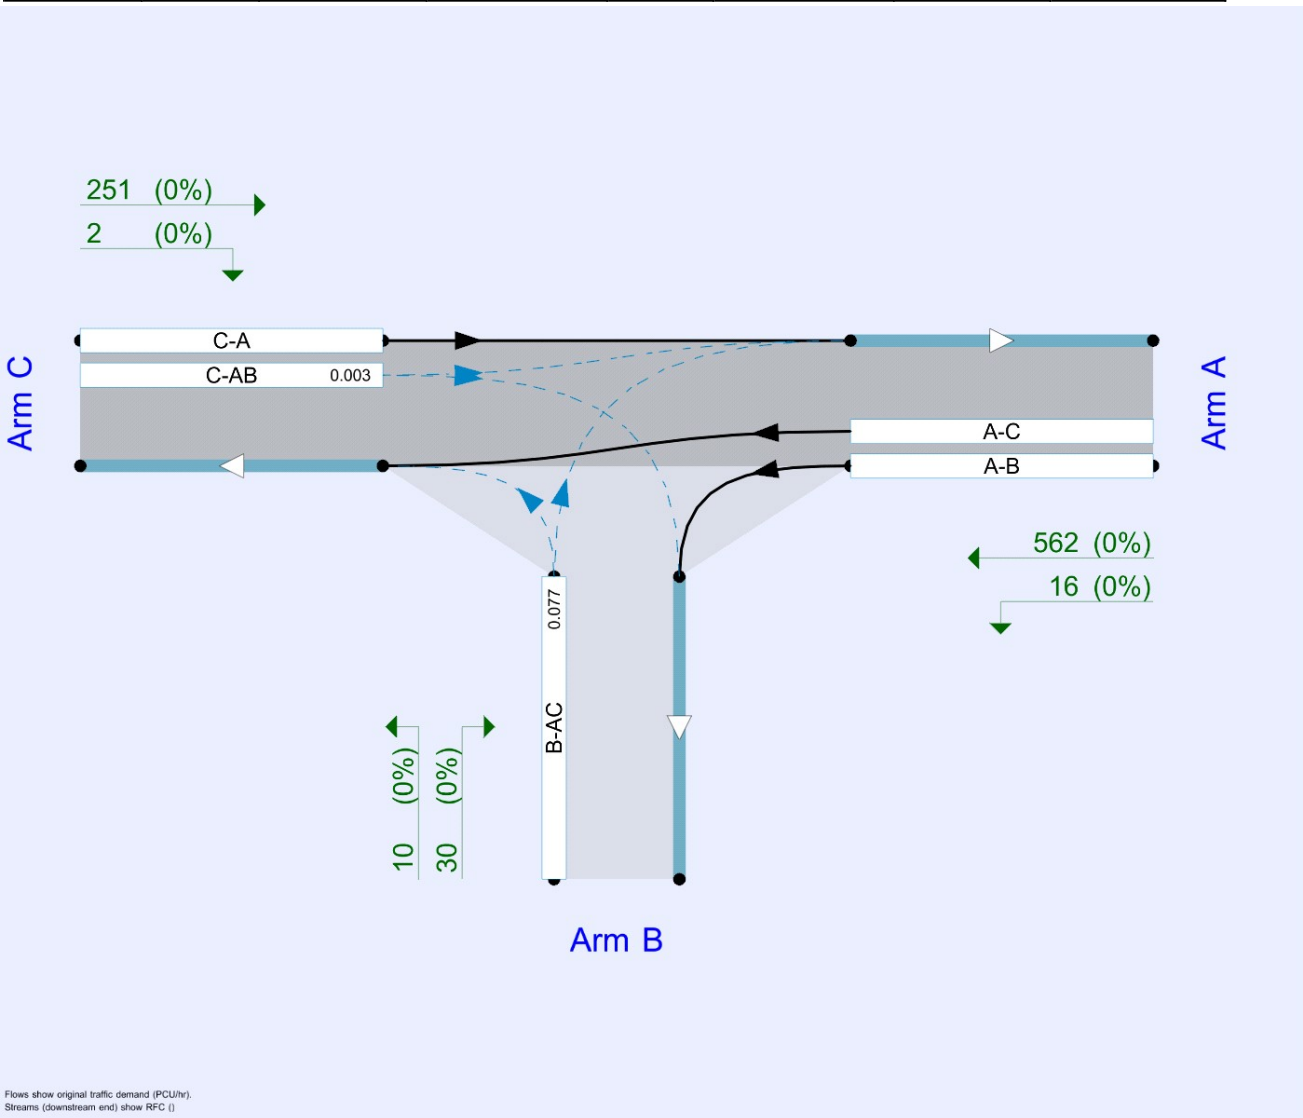 251 (0%)
2 (0%)
C-A
C-AB 0.003
Arm C
Arm A
A-C
A-B
562 (0%)
16 (0%)
0.077
B-AC
10 (0%)
30 (0%)
Arm B
Flows show original traffic demand (PCU/hr).
Streams (downstream end) show RFC ()